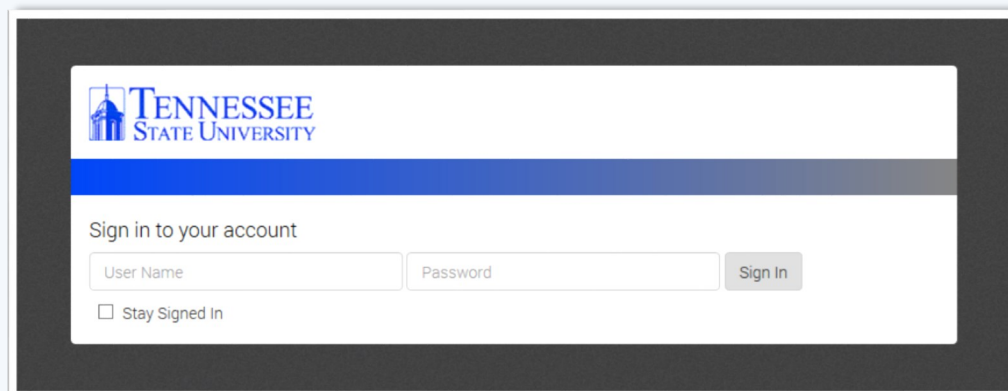 TENNESSEE
STATE UNIVERSITY
Sign in to your account
User Name Password Sign In
Stay Signed In